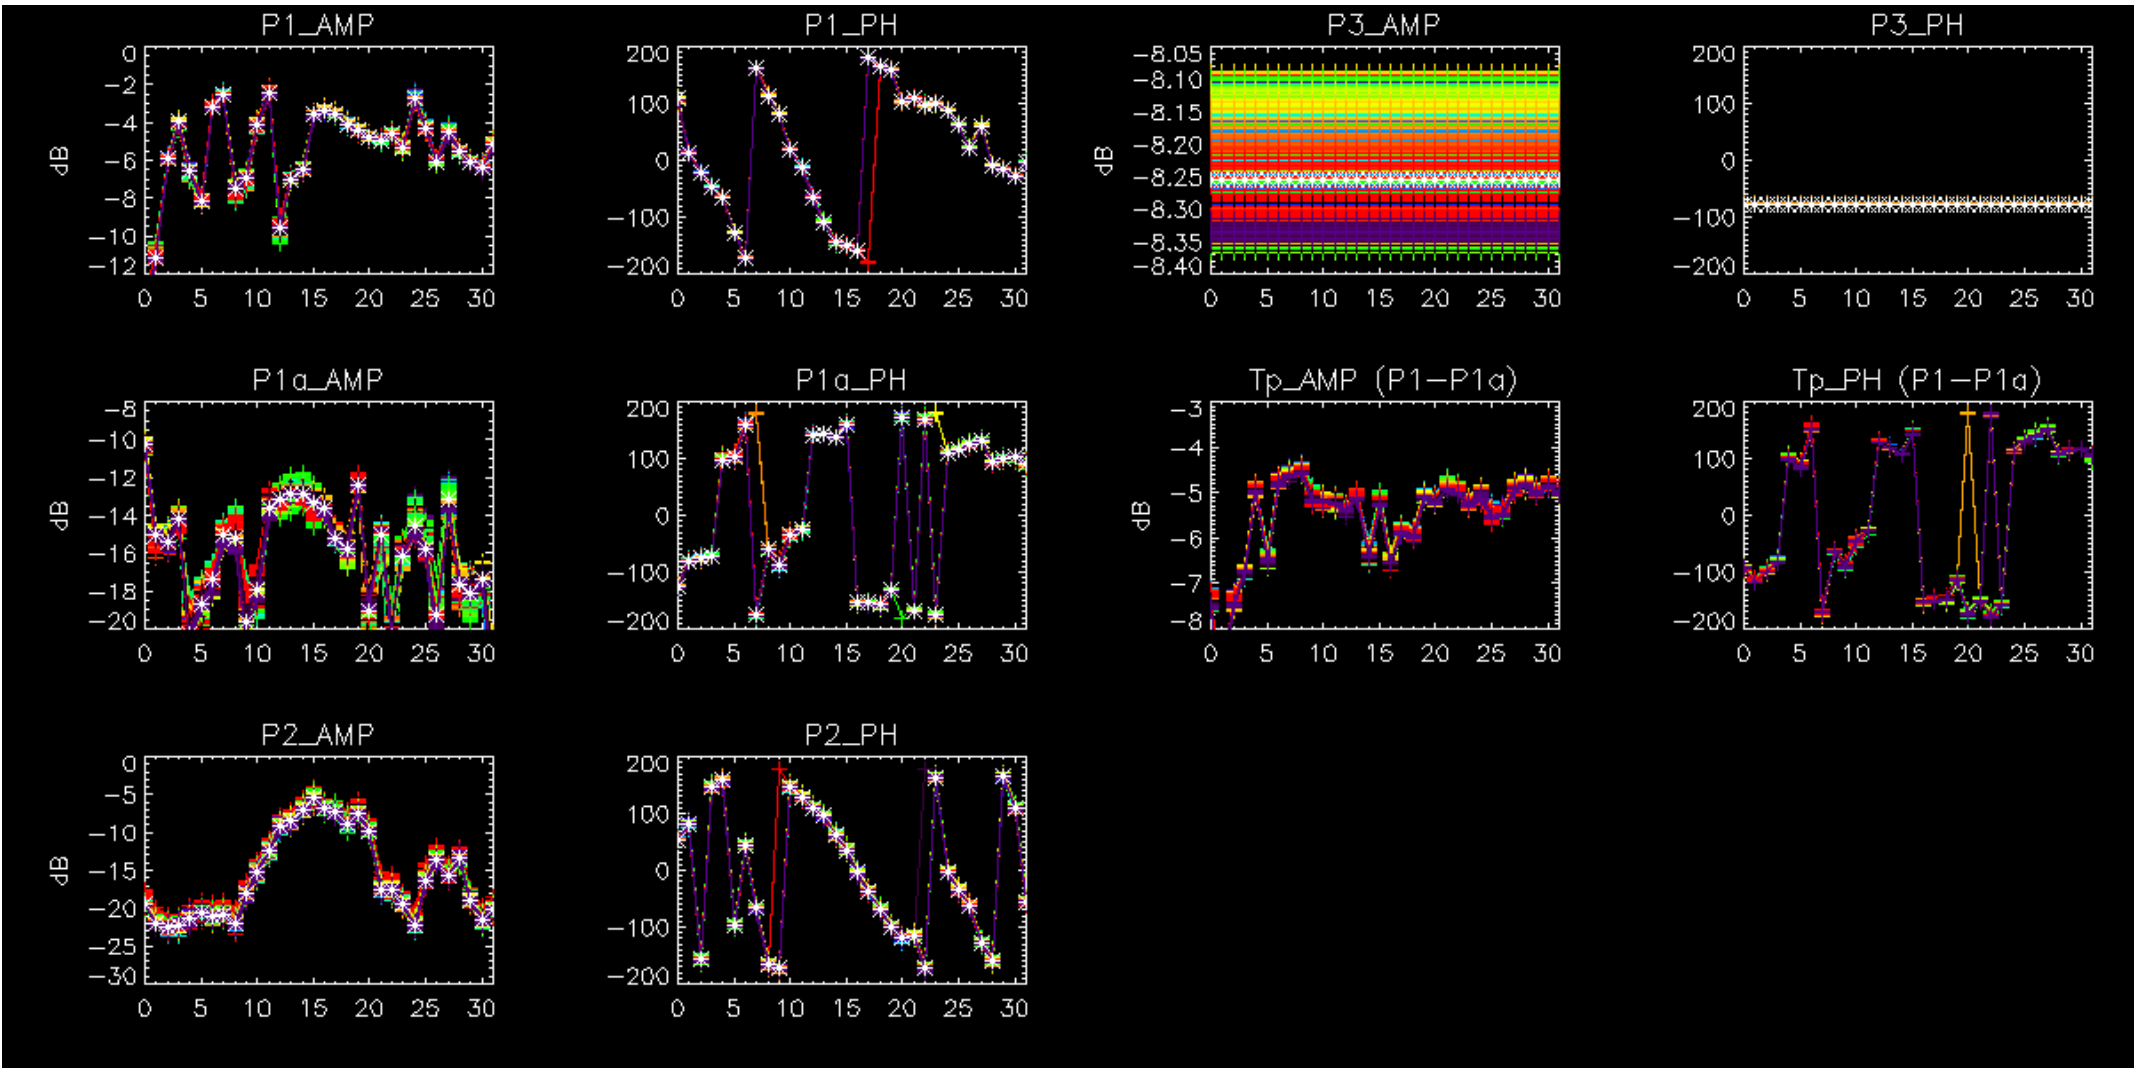 P1_AMP
dB
0
−2
−4
−6
−8
−10
−12
0 5 10 15 20 25 30
P1_PH
200
100
0
−100
−200
0 5 10 15 20 25 30
P3_AMP
dB
−8.05
−8.10
−8.15
−8.20
−8.25
−8.30
−8.35
−8.40
0 5 10 15 20 25 30
P3_PH
200
100
0
−100
−200
0 5 10 15 20 25 30
P1a_AMP
dB
−8
−10
−12
−14
−16
−18
−20
0 5 10 15 20 25 30
P1a_PH
200
100
0
−100
−200
0 5 10 15 20 25 30
Tp_AMP (P1−P1a)
dB
−3
−4
−5
−6
−7
−8
0 5 10 15 20 25 30
Tp_PH (P1−P1a)
200
100
0
−100
−200
0 5 10 15 20 25 30
P2_AMP
dB
0
−5
−10
−15
−20
−25
−30
0 5 10 15 20 25 30
P2_PH
200
100
0
−100
−200
0 5 10 15 20 25 30